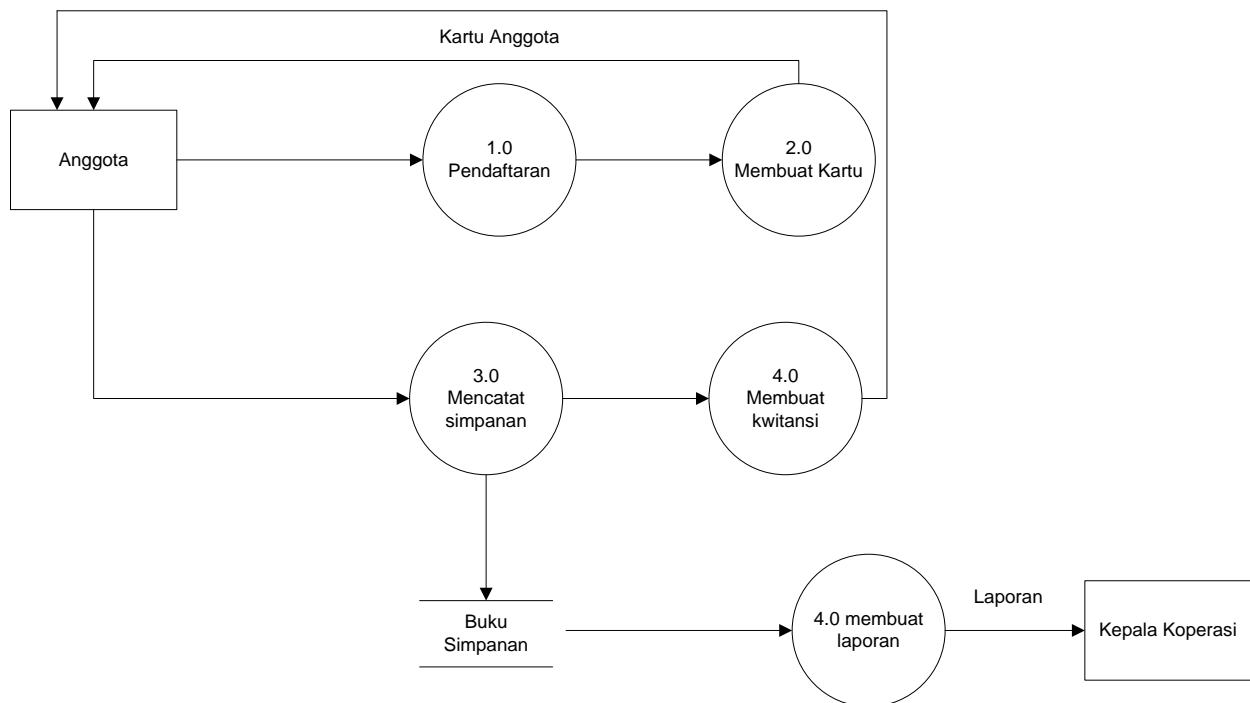 Kartu Anggota
Anggota
1.0
Pendaftaran
2.0
Membuat Kartu
3.0
Mencatat
simpanan
4.0
Membuat
kwitansi
Buku
Simpanan
4.0 membuat
laporan
Laporan
Kepala Koperasi